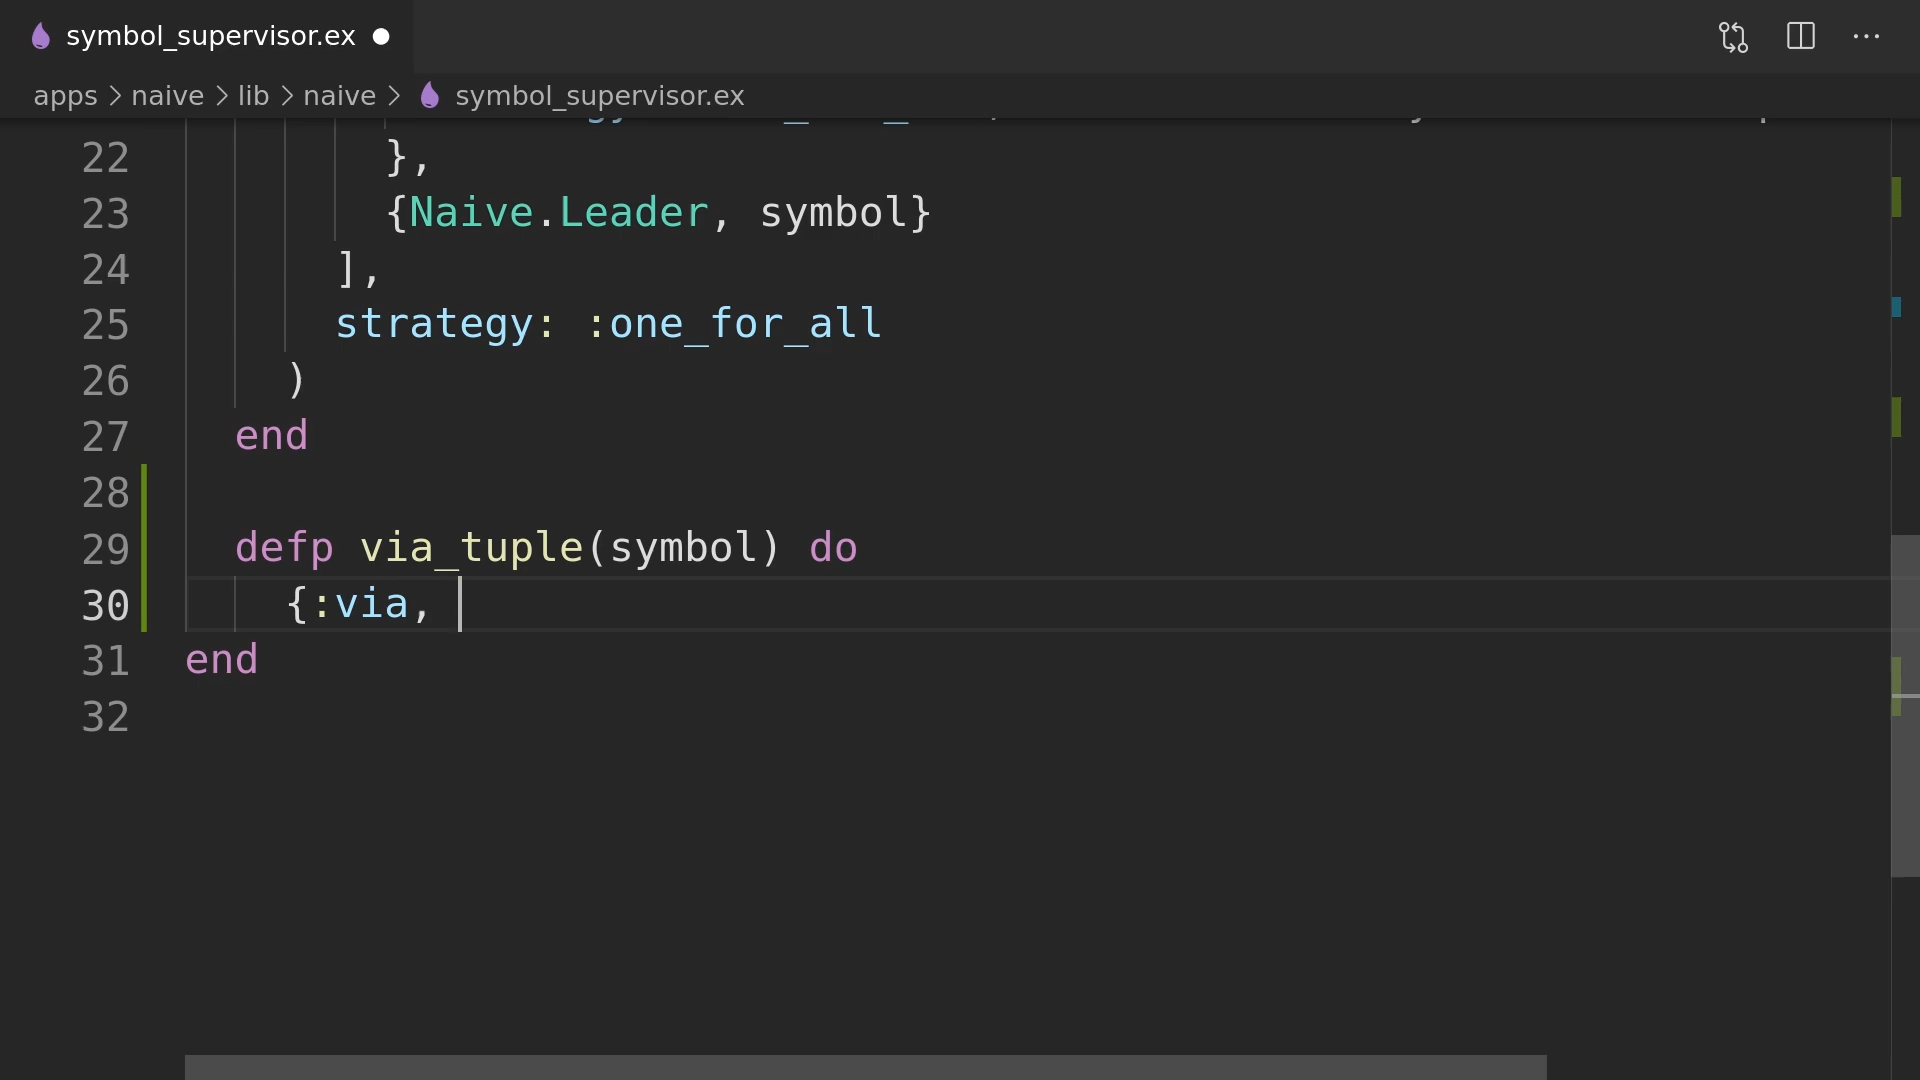 symbol_supervisor.ex
apps > naive > lib > naive > symbol_supervisor.ex
22 },
23 {Naive.Leader, symbol}
24 ],
25 strategy: :one_for_all
26 )
27 end
28
29 defp via_tuple(symbol) do
30 {:via,
31 end
32